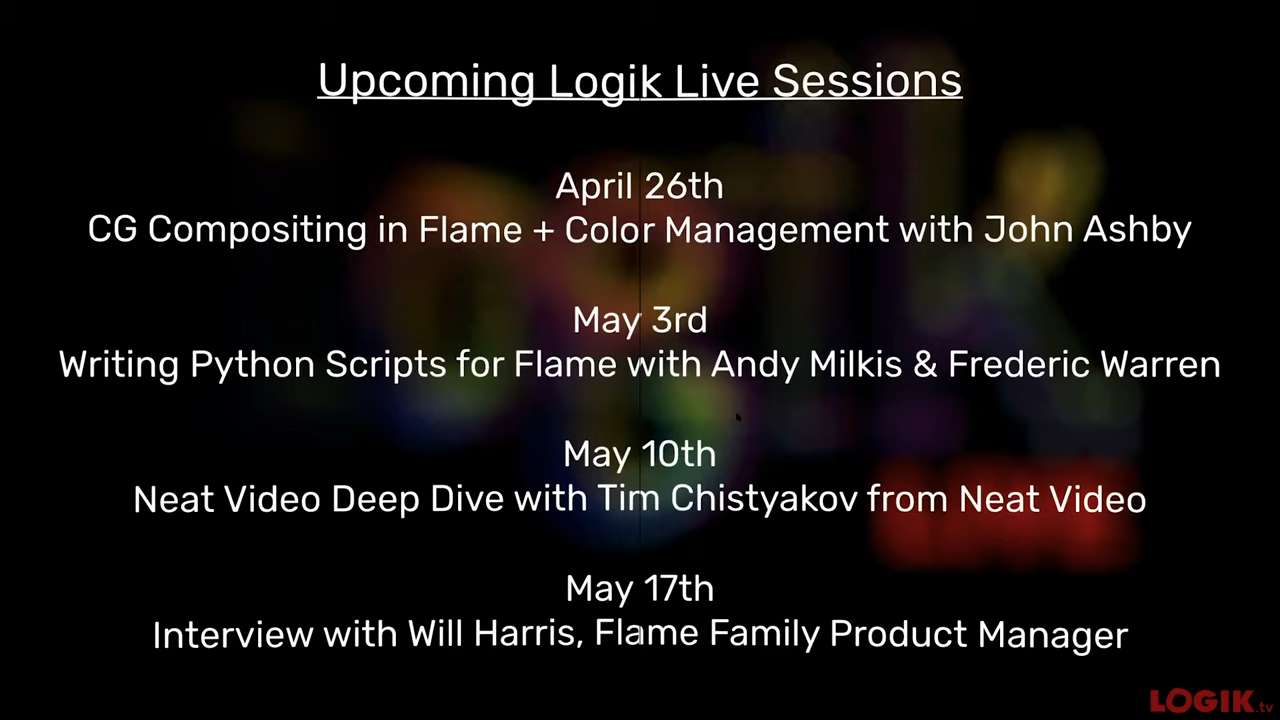 Upcoming Logik Live Sessions
April 26th
CG Compositing in Flame + Color Management with John Ashby
May 3rd
Writing Python Scripts for Flame with Andy Milkis & Frederic Warren
May 10th
Neat Video Deep Dive with Tim Chistyakov from Neat Video
May 17th
Interview with Will Harris, Flame Family Product Manager
LOGIK.tv